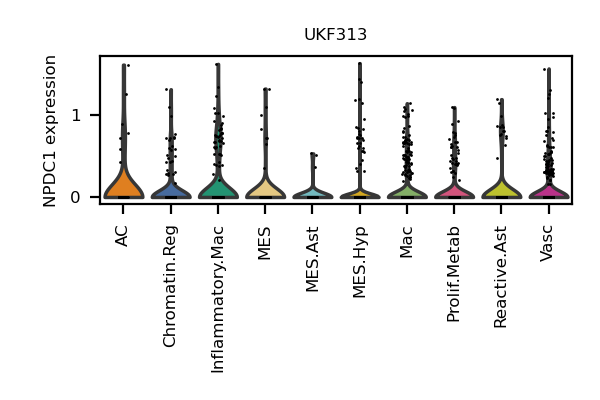 UKF313
NPDC1 expression
1
0
AC
Chromatin.Reg
Inflammatory.Mac
MES
MES.Ast
MES.Hyp
Mac
Prolif.Metab
Reactive.Ast
Vasc